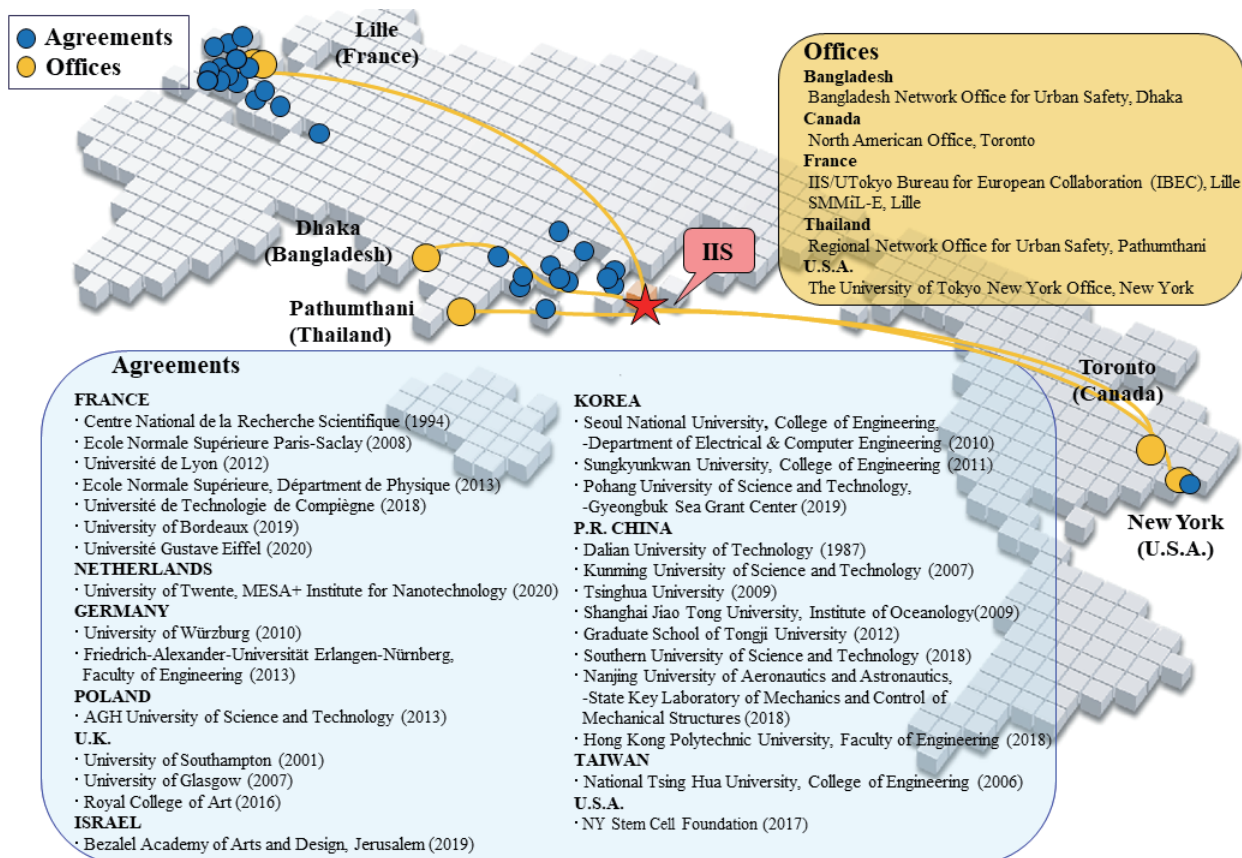 Agreements
Offices
Lille
(France)
Dhaka
(Bangladesh)
Pathumthani
(Thailand)
IIS
Toronto
(Canada)
New York
(U.S.A.)
Offices
Bangladesh
Bangladesh Network Office for Urban Safety, Dhaka
Canada
North American Office, Toronto
France
IIS/UTokyo Bureau for European Collaboration (IBEC), Lille
SMMiL-E, Lille
Thailand
Regional Network Office for Urban Safety, Pathumthani
U.S.A.
The University of Tokyo New York Office, New York
Agreements
FRANCE
· Centre National de la Recherche Scientifique (1994)
· Ecole Normale Supérieure Paris-Saclay (2008)
· Université de Lyon (2012)
· Ecole Normale Supérieure, Départment de Physique (2013)
· Université de Technologie de Compiègne (2018)
· University of Bordeaux (2019)
· Université Gustave Eiffel (2020)
NETHERLANDS
· University of Twente, MESA+ Institute for Nanotechnology (2020)
GERMANY
· University of Würzburg (2010)
· Friedrich-Alexander-Universität Erlangen-Nürnberg,
Faculty of Engineering (2013)
POLAND
· AGH University of Science and Technology (2013)
U.K.
· University of Southampton (2001)
· University of Glasgow (2007)
· Royal College of Art (2016)
ISRAEL
· Bezalel Academy of Arts and Design, Jerusalem (2019)
KOREA
· Seoul National University, College of Engineering,
-Department of Electrical & Computer Engineering (2010)
· Sungkyunkwan University, College of Engineering (2011)
· Pohang University of Science and Technology,
-Gyeongbuk Sea Grant Center (2019)
P.R. CHINA
· Dalian University of Technology (1987)
· Kunming University of Science and Technology (2007)
· Tsinghua University (2009)
· Shanghai Jiao Tong University, Institute of Oceanology(2009)
· Graduate School of Tongji University (2012)
· Southern University of Science and Technology (2018)
· Nanjing University of Aeronautics and Astronautics,
-State Key Laboratory of Mechanics and Control of
Mechanical Structures (2018)
· Hong Kong Polytechnic University, Faculty of Engineering (2018)
TAIWAN
· National Tsing Hua University, College of Engineering (2006)
U.S.A.
· NY Stem Cell Foundation (2017)